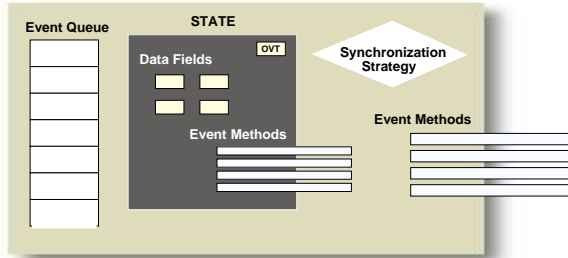 Event Queue
STATE
OVT
Data Fields
Event Methods
Synchronization
Strategy
Event Methods